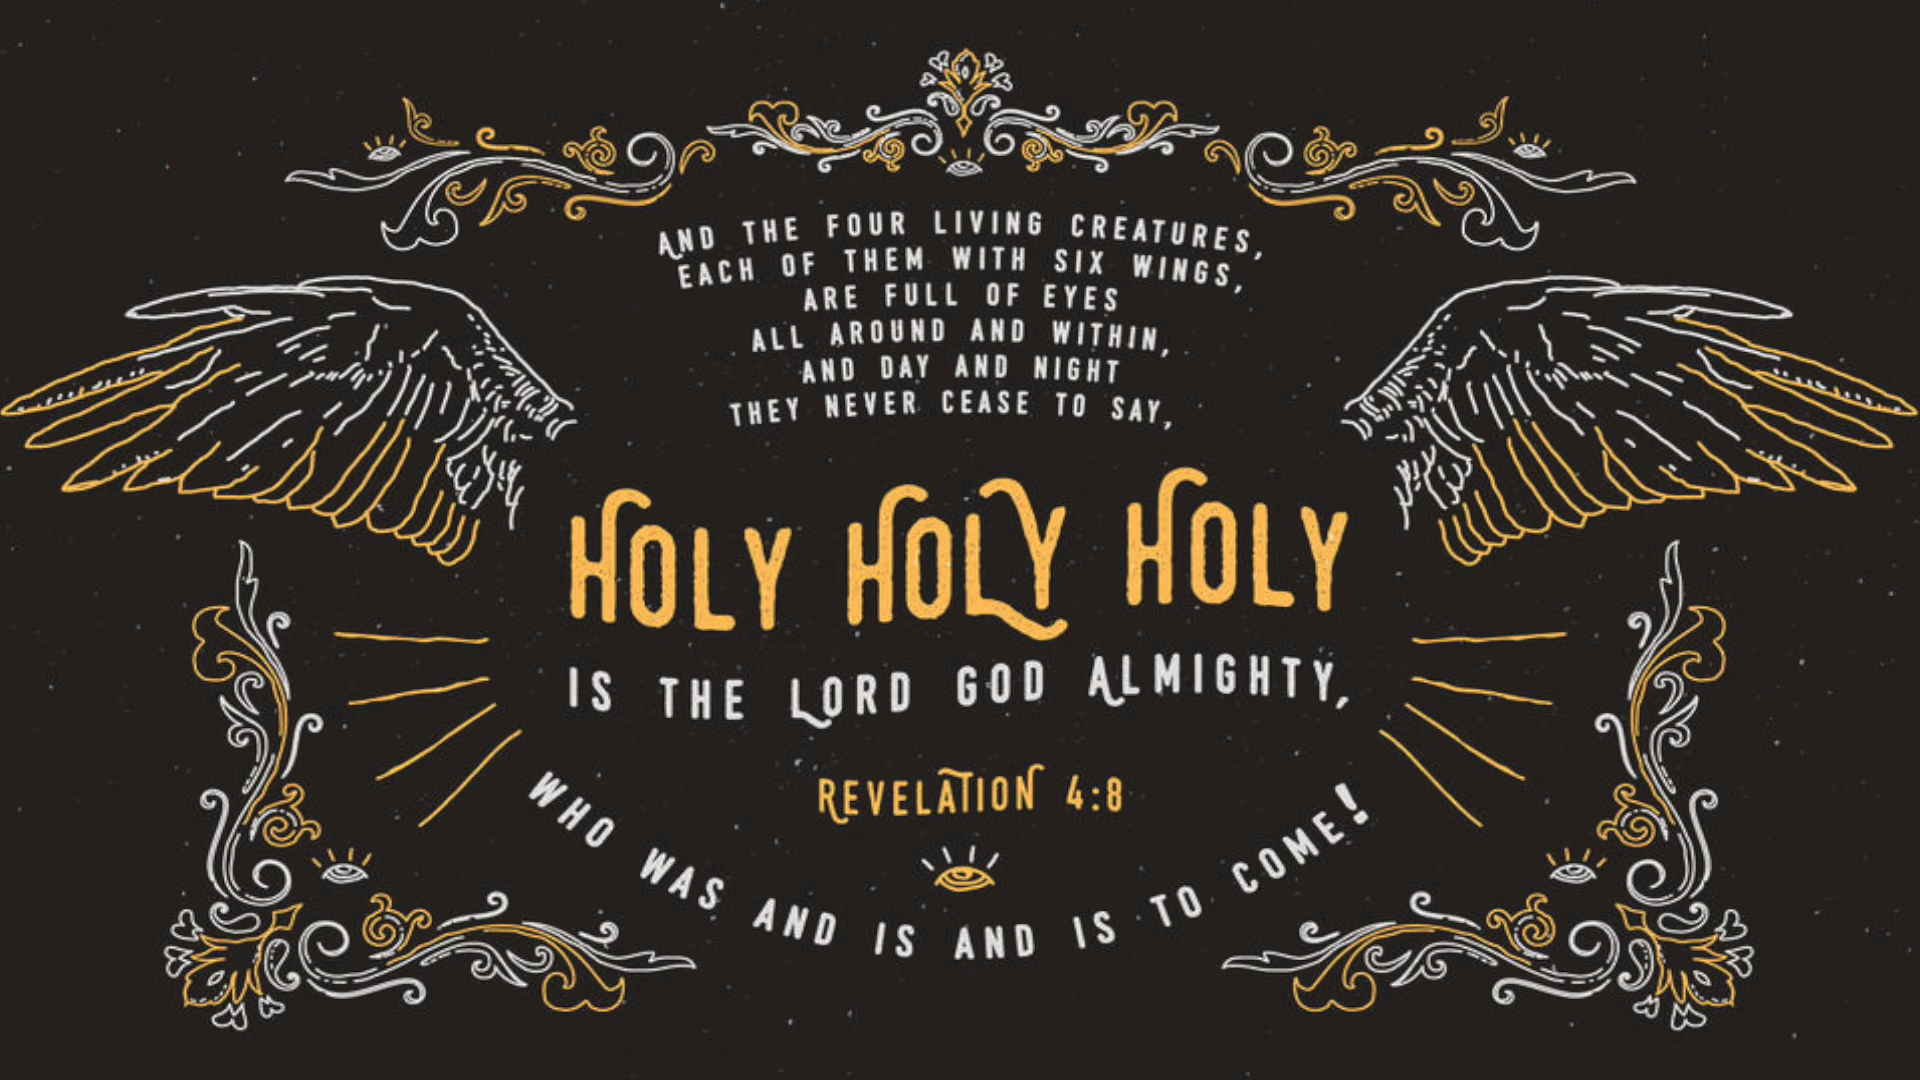 AND THE FOUR LIVING CREATURES,
EACH OF THEM WITH SIX WINGS,
ARE FULL OF EYES
ALL AROUND AND WITHIN,
AND DAY AND NIGHT
THEY NEVER CEASE TO SAY,
HOLY HOLY HOLY
IS THE LORD GOD ALMIGHTY,
REVELATION 4:8
WHO WAS AND IS AND IS TO COME!